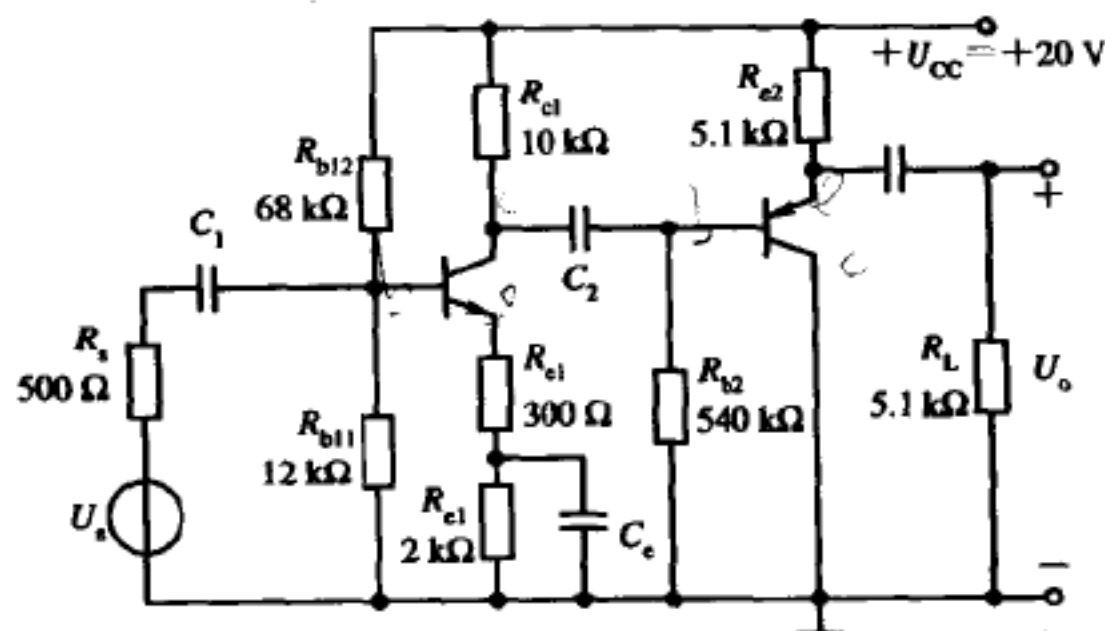 +U_CC=+20 V
R_e2
5.1 kΩ
R_c1
10 kΩ
R_b12
68 kΩ
C_1
C_2
R_s
500 Ω
U_s
R_b11
12 kΩ
R_e1
300 Ω
R_e1
2 kΩ
C_e
R_b2
540 kΩ
R_L
5.1 kΩ
U_o
+
−